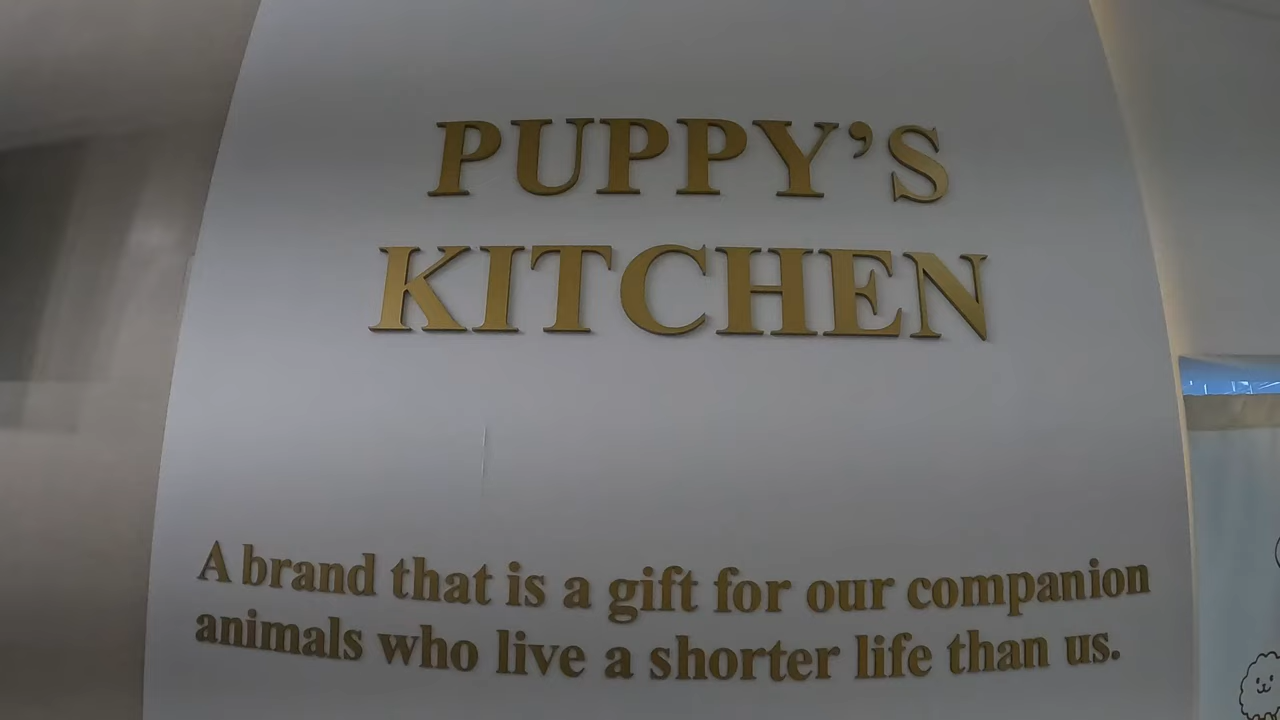 PUPPY’S
KITCHEN
A brand that is a gift for our companion
animals who live a shorter life than us.